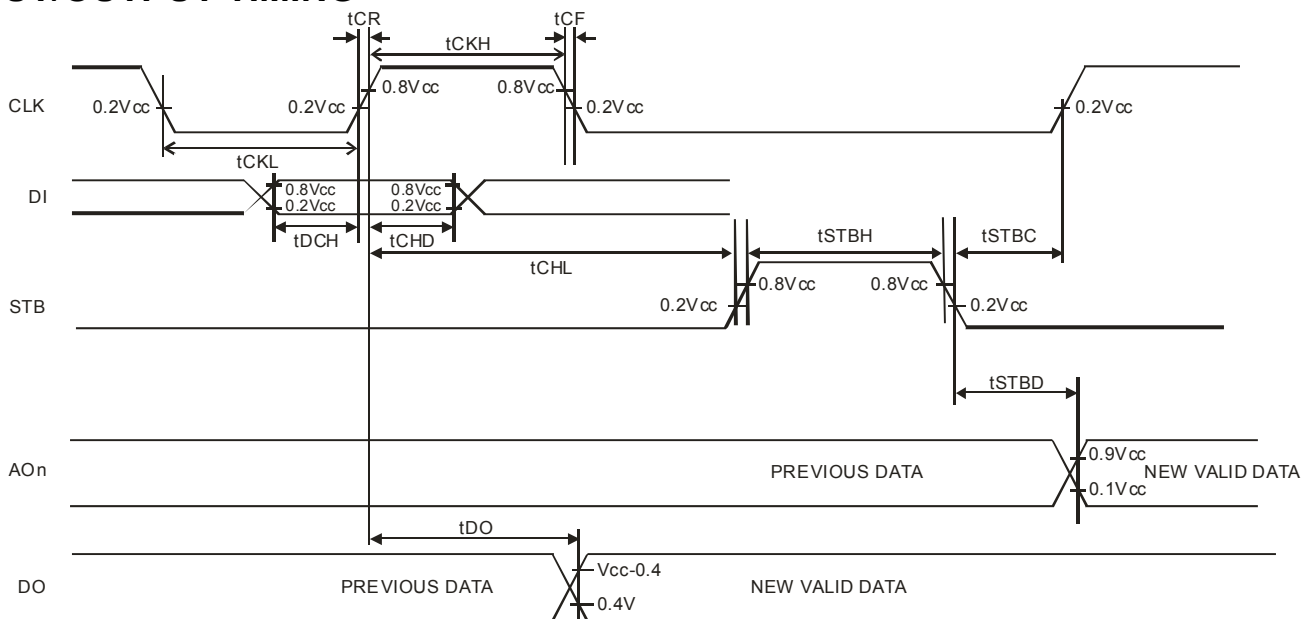 tCR
tCF
tCKH
0.8Vcc
0.8Vcc
CLK
0.2Vcc
0.2Vcc
0.2Vcc
0.2Vcc
tCKL
DI
0.8Vcc
0.8Vcc
0.2Vcc
0.2Vcc
tDCH
tCHD
tSTBH
tSTBC
tCHL
0.8Vcc
0.8Vcc
STB
0.2Vcc
0.2Vcc
tSTBD
AOn
PREVIOUS DATA
0.9Vcc
NEW VALID DATA
0.1Vcc
tDO
DO
PREVIOUS DATA
Vcc-0.4
NEW VALID DATA
0.4V